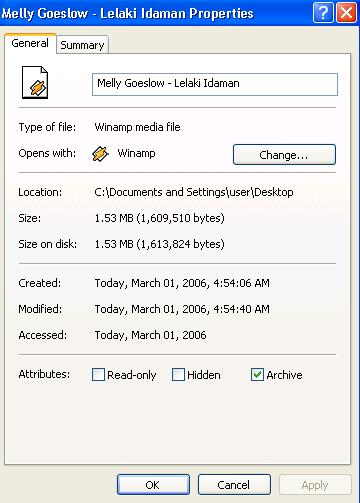 Melly Goeslow - Lelaki Idaman Properties
General Summary
Melly Goeslow - Lelaki Idaman
Type of file: Winamp media file
Opens with: Winamp Change...
Location: C:\Documents and Settings\user\Desktop
Size: 1.53 MB (1,609,510 bytes)
Size on disk: 1.53 MB (1,613,824 bytes)
Created: Today, March 01, 2006, 4:54:06 AM
Modified: Today, March 01, 2006, 4:54:40 AM
Accessed: Today, March 01, 2006
Attributes: Read-only Hidden Archive
OK Cancel Apply